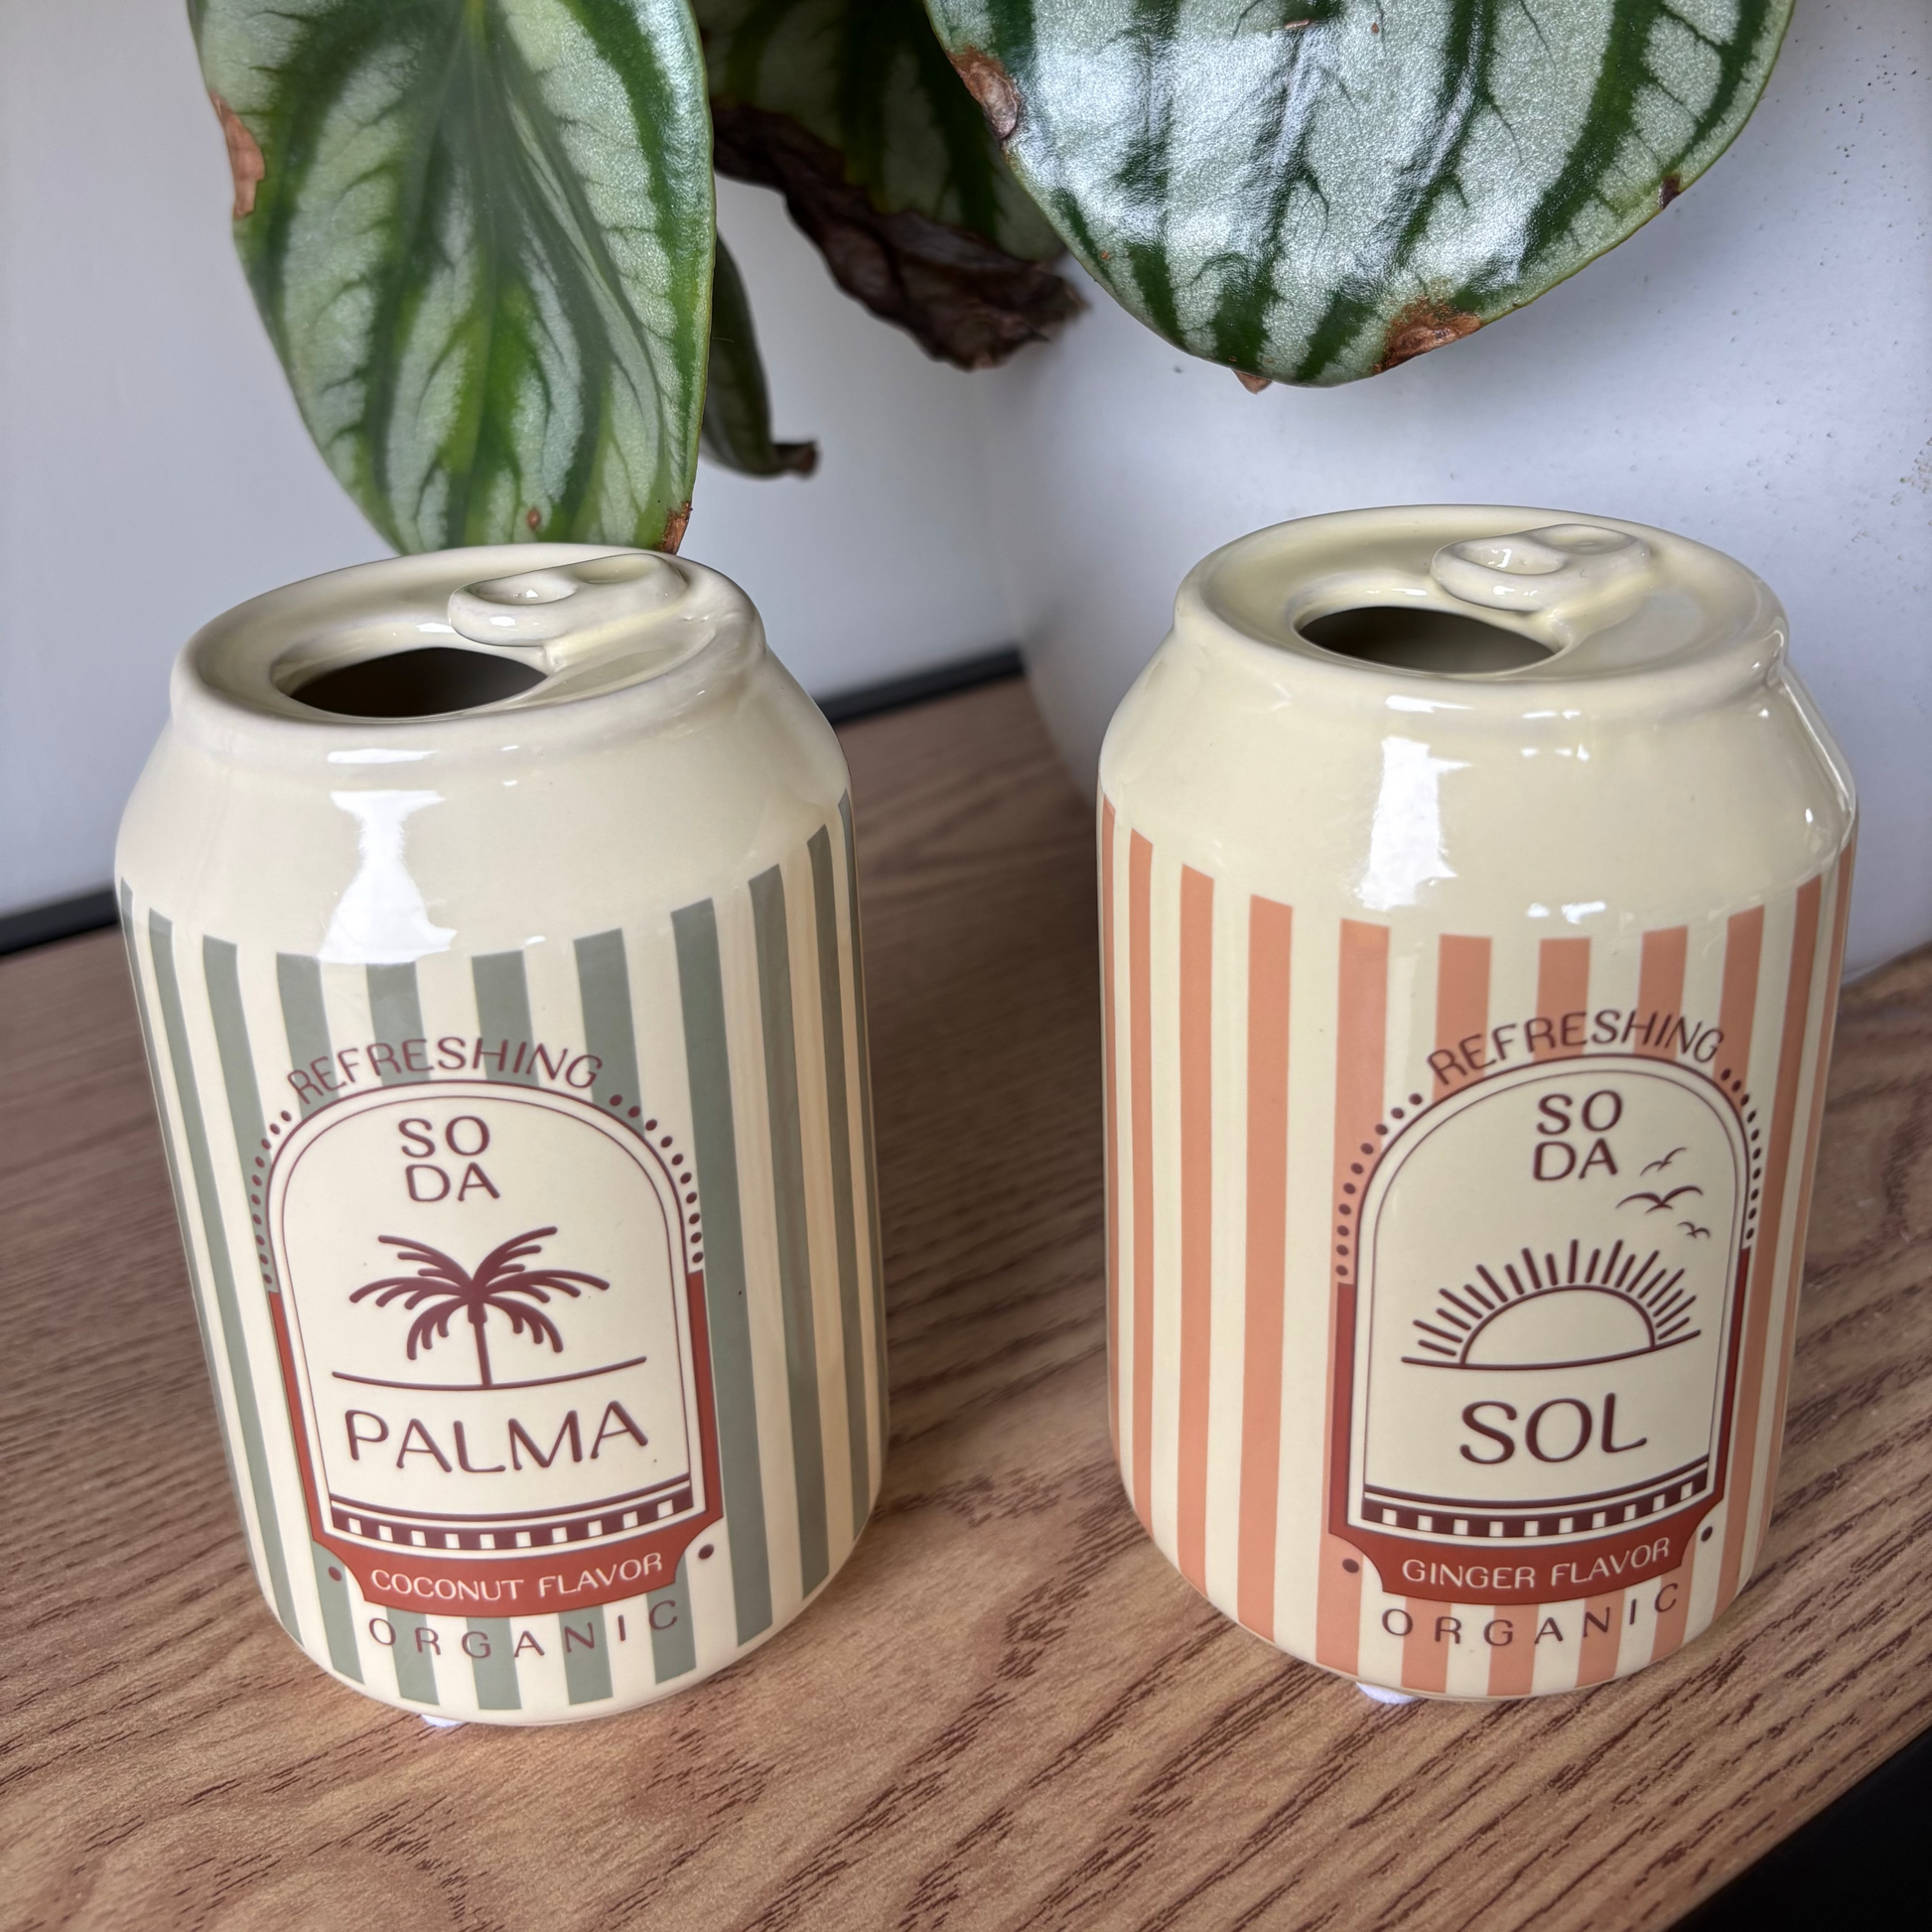 REFRESHING
SO
DA
PALMA
COCONUT FLAVOR
ORGANIC
REFRESHING
SO
DA
SOL
GINGER FLAVOR
ORGANIC